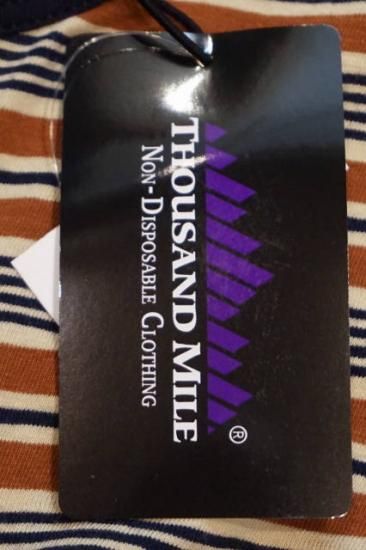 THOUSAND MILE
NON-DISPOSABLE CLOTHING
®